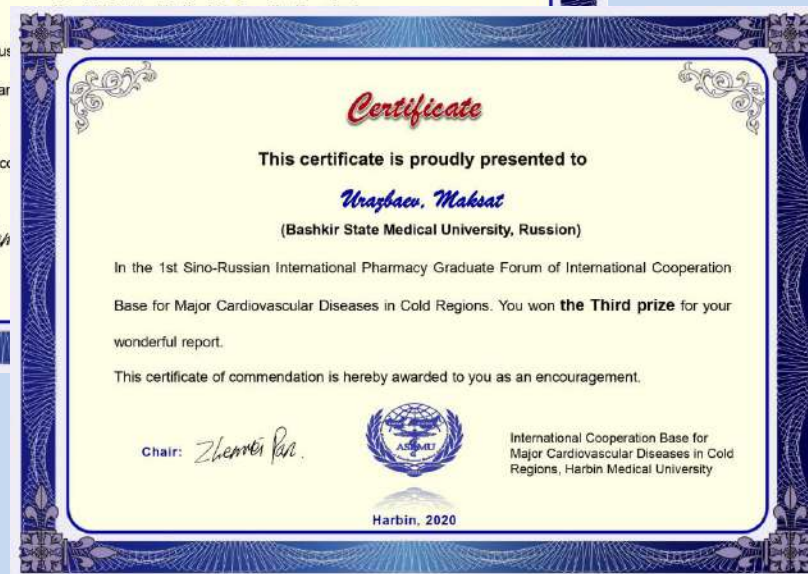 Certificate
This certificate is proudly presented to
Urazbaev, Maksat
(Bashkir State Medical University, Russion)
In the 1st Sino-Russian International Pharmacy Graduate Forum of International Cooperation
Base for Major Cardiovascular Diseases in Cold Regions. You won the Third prize for your
wonderful report.
This certificate of commendation is hereby awarded to you as an encouragement.
Chair: Zhenwei Pan.
ASRMU
International Cooperation Base for
Major Cardiovascular Diseases in Cold
Regions, Harbin Medical University
Harbin, 2020